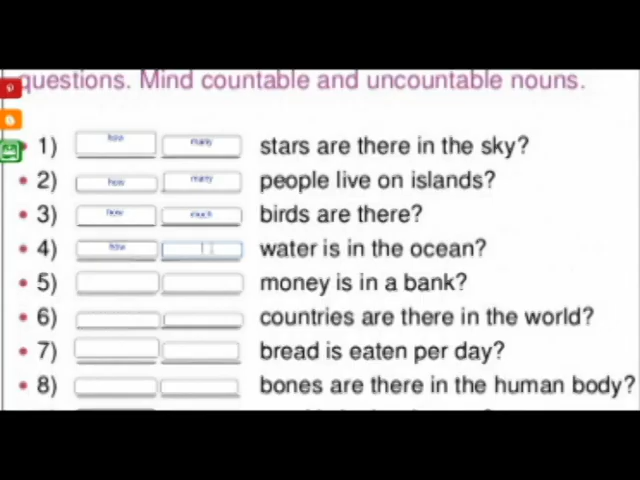 questions. Mind countable and uncountable nouns.
1) how many stars are there in the sky?
2) how many people live on islands?
3) how much birds are there?
4) how water is in the ocean?
5) money is in a bank?
6) countries are there in the world?
7) bread is eaten per day?
8) bones are there in the human body?